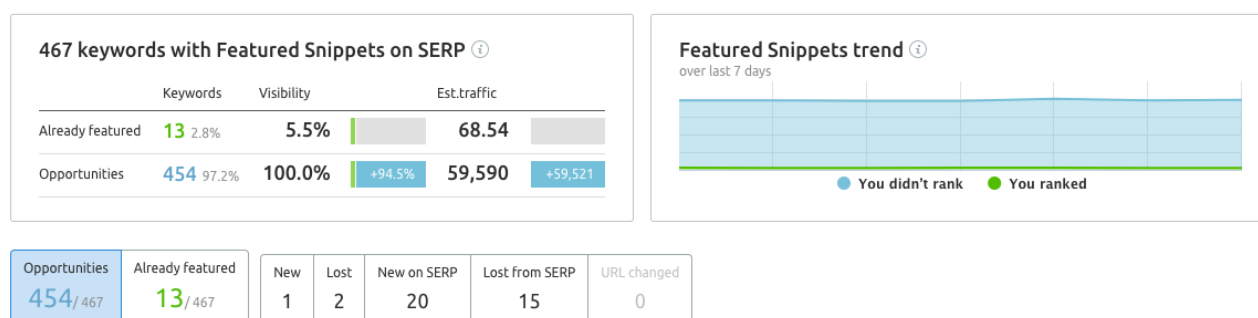 467 keywords with Featured Snippets on SERP i
Keywords Visibility Est.traffic
Already featured 13 2.8% 5.5% 68.54
Opportunities 454 97.2% 100.0% +94.5% 59,590 +59,521
Featured Snippets trend i
over last 7 days
You didn't rank You ranked
Opportunities
454/ 467
Already featured
13/ 467
New
1
Lost
2
New on SERP
20
Lost from SERP
15
URL changed
0